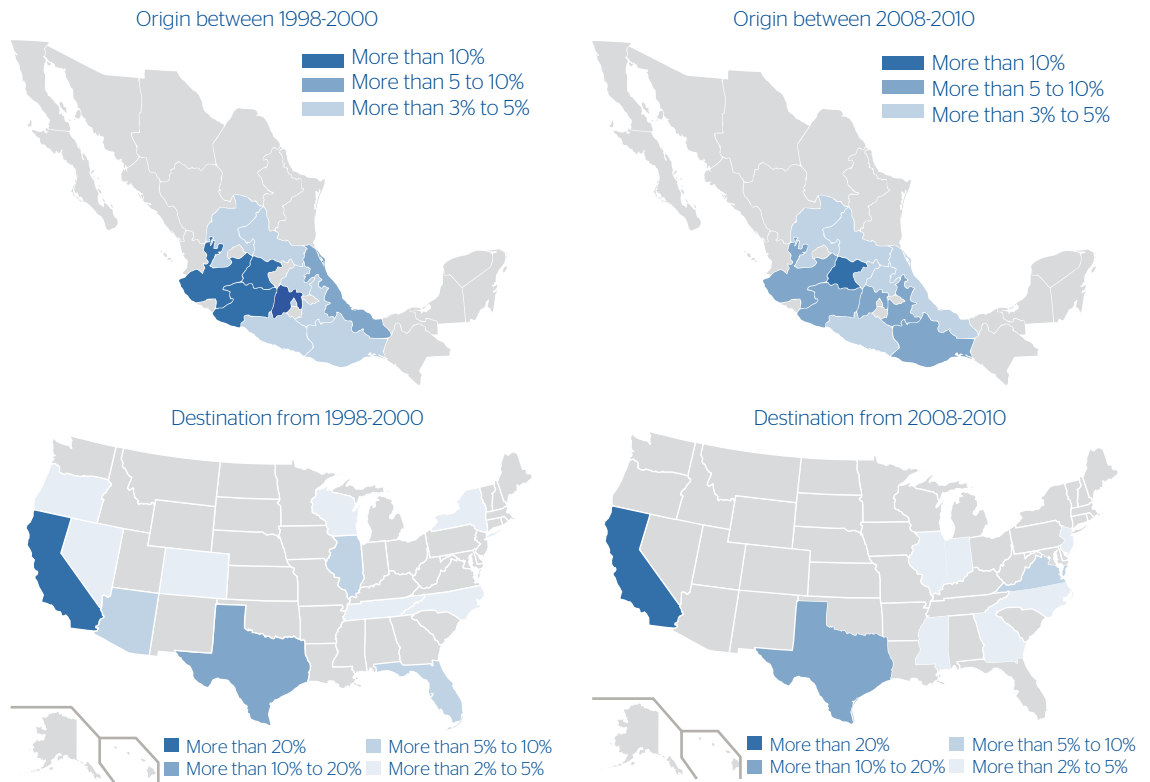 Origin between 1998-2000
More than 10%
More than 5 to 10%
More than 3% to 5%
Origin between 2008-2010
More than 10%
More than 5 to 10%
More than 3% to 5%
Destination from 1998-2000
More than 20%
More than 10% to 20%
More than 5% to 10%
More than 2% to 5%
Destination from 2008-2010
More than 20%
More than 10% to 20%
More than 5% to 10%
More than 2% to 5%